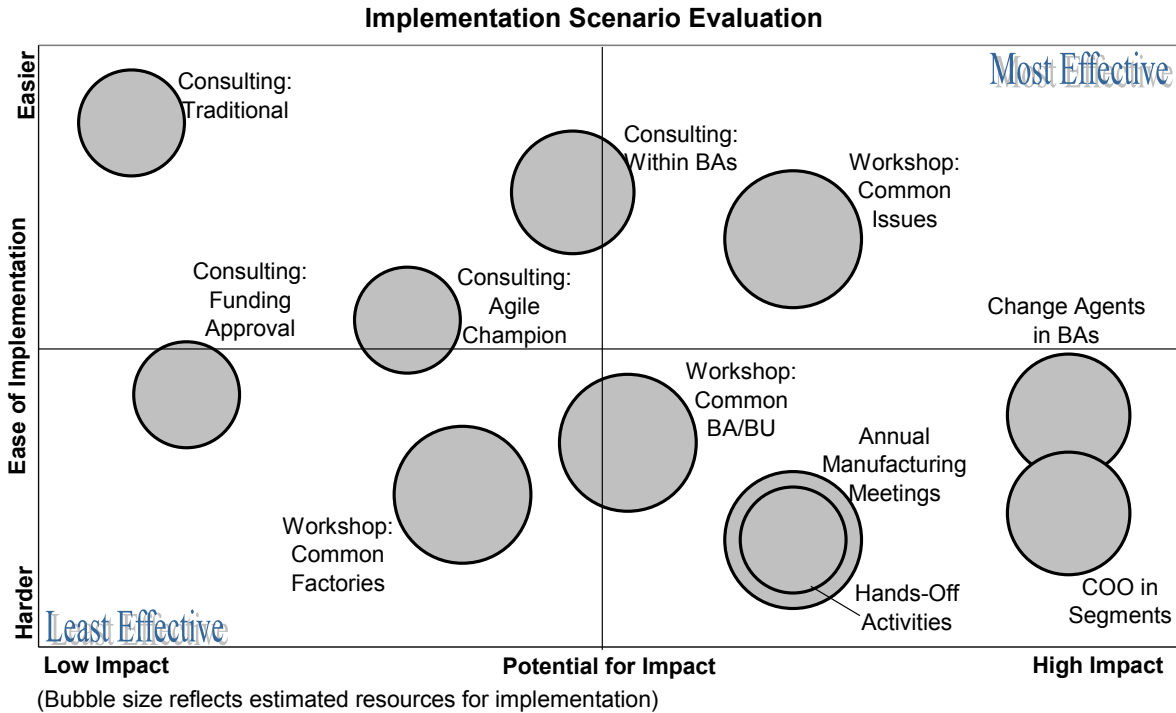 Implementation Scenario Evaluation
Easier
Most Effective
Consulting:
Traditional
Consulting:
Within BAs
Workshop:
Common
Issues
Ease of Implementation
Consulting:
Funding
Approval
Consulting:
Agile
Champion
Change Agents
in BAs
Workshop:
Common
BA/BU
Annual
Manufacturing
Meetings
Workshop:
Common
Factories
Hands-Off
Activities
COO in
Segments
Harder
Least Effective
Low Impact
Potential for Impact
High Impact
(Bubble size reflects estimated resources for implementation)